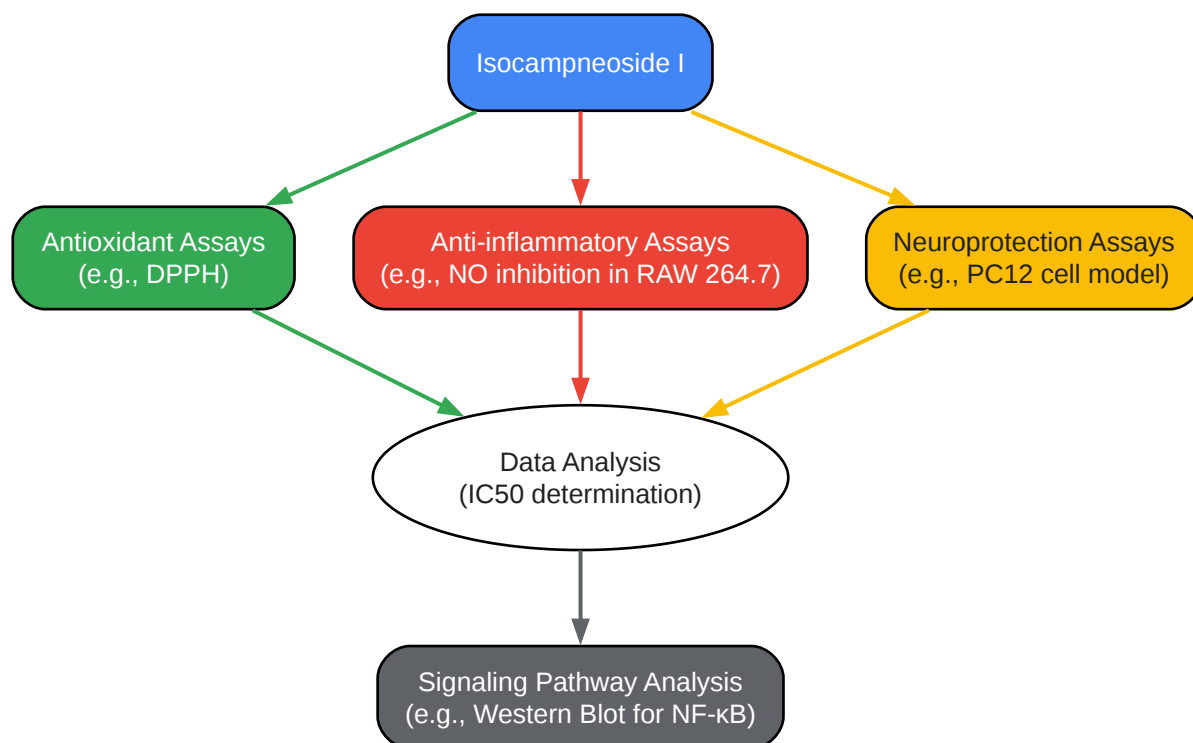 Isocampneoside I
Antioxidant Assays
(e.g., DPPH)
Anti-inflammatory Assays
(e.g., NO inhibition in RAW 264.7)
Neuroprotection Assays
(e.g., PC12 cell model)
Data Analysis
(IC50 determination)
Signaling Pathway Analysis
(e.g., Western Blot for NF-κB)